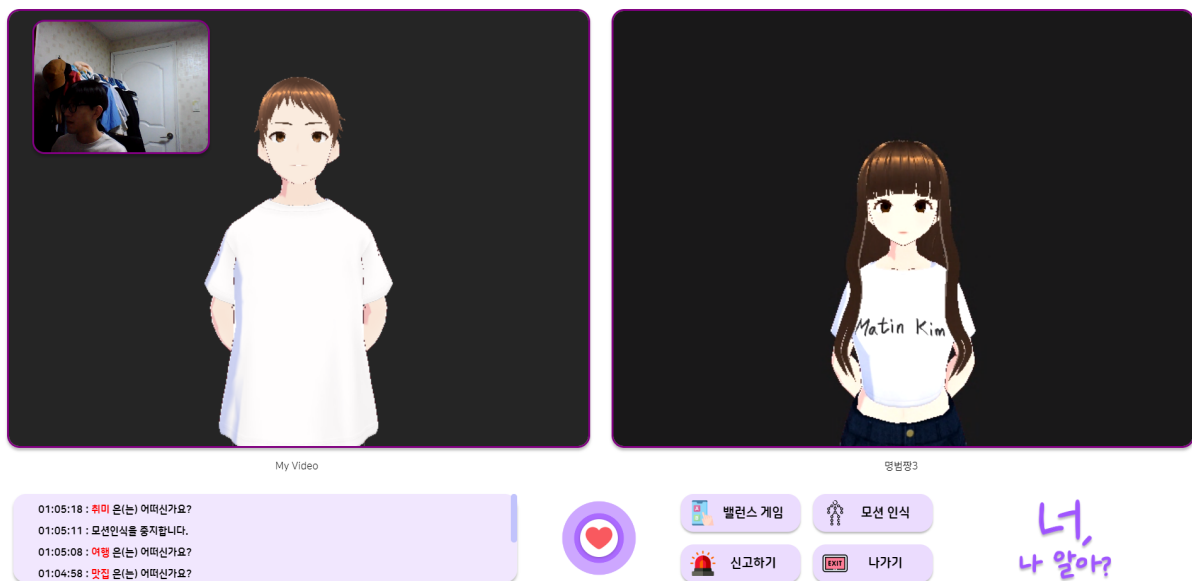 Matin Kim
My Video
명범짱3
01:05:18 : 취미 은(는) 어떠신가요?
01:05:11 : 모션인식을 중지합니다.
01:05:08 : 여행 은(는) 어떠신가요?
01:04:58 : 맛집 은(는) 어떠신가요?
밸런스 게임
모션 인식
신고하기
EXIT
나가기
너,
나 알아?